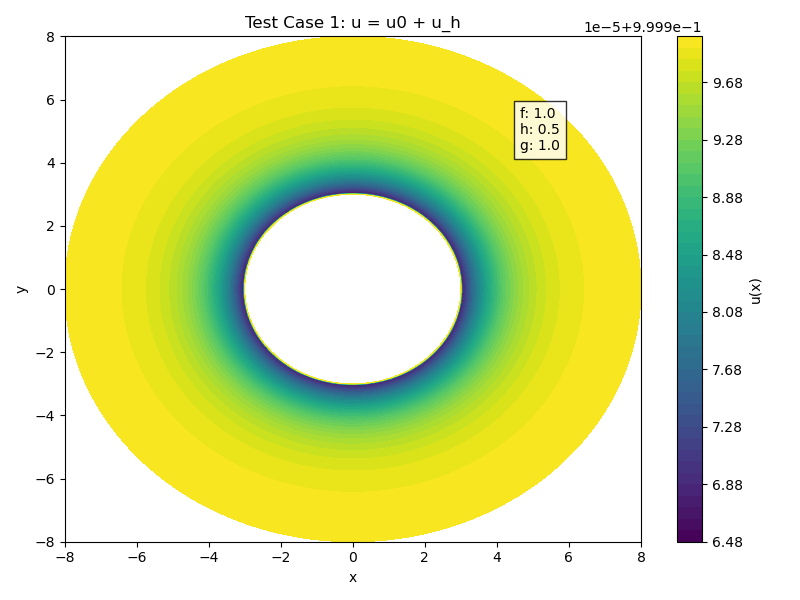 Test Case 1: u = u0 + u_h
1e−5+9.999e−1
f: 1.0
h: 0.5
g: 1.0
8
6
4
2
0
−2
−4
−6
−8
y
−8 −6 −4 −2 0 2 4 6 8
x
9.68
9.28
8.88
8.48
8.08
7.68
7.28
6.88
6.48
u(x)